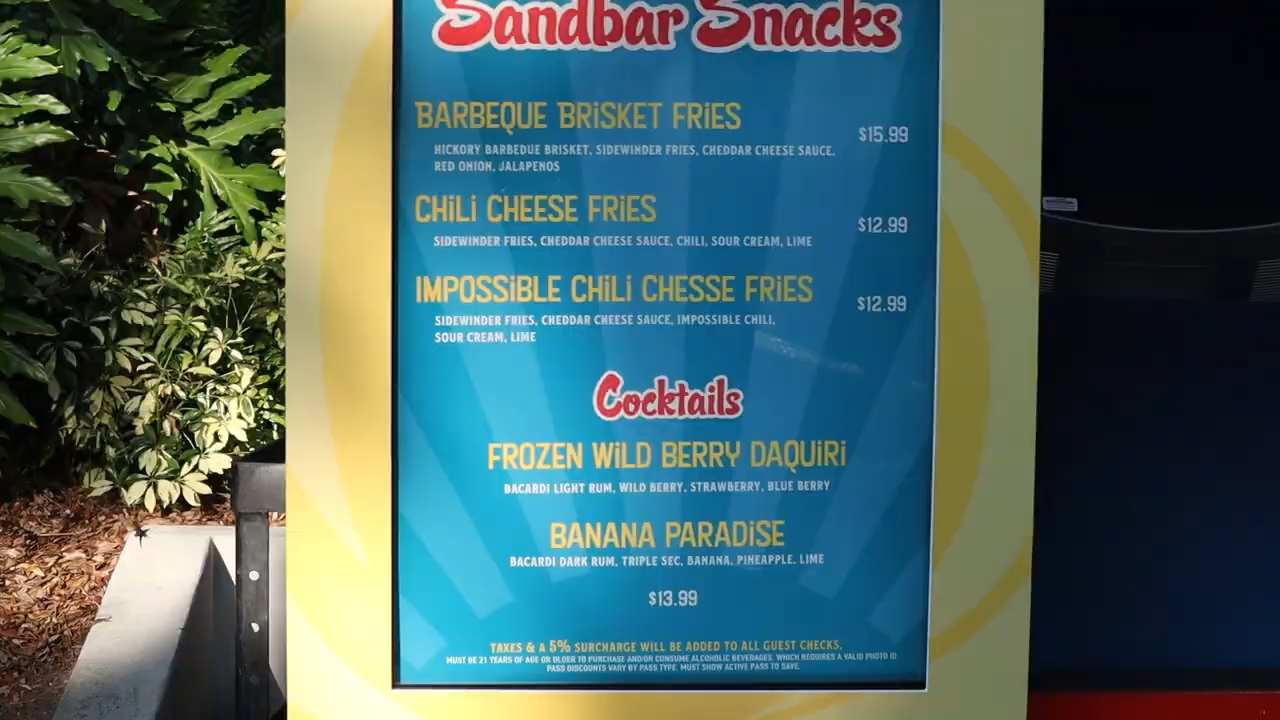 Sandbar Snacks
BARBEQUE BRISKET FRIES
$15.99
HICKORY BARBEDUE BRISKET, SIDEWINDER FRIES, CHEDDAR CHEESE SAUCE,
RED ONION, JALAPENOS
CHILI CHEESE FRIES
$12.99
SIDEWINDER FRIES, CHEDDAR CHEESE SAUCE, CHILI, SOUR CREAM, LIME
IMPOSSIBLE CHILI CHESSE FRIES
$12.99
SIDEWINDER FRIES, CHEDDAR CHEESE SAUCE, IMPOSSIBLE CHILI,
SOUR CREAM, LIME
Cocktails
FROZEN WILD BERRY DAQUIRI
BACARDI LIGHT RUM, WILD BERRY, STRAWBERRY, BLUE BERRY
BANANA PARADISE
BACARDI DARK RUM, TRIPLE SEC, BANANA, PINEAPPLE, LIME
$13.99
TAXES & A 5% SURCHARGE WILL BE ADDED TO ALL GUEST CHECKS,
MUST BE 21 YEARS OF AGE OR OLDER TO PURCHASE AND/OR CONSUME ALCOHOLIC BEVERAGES. WHICH REQUIRES A VALID PHOTO ID
PASS DISCOUNTS VARY BY PASS TYPE. MUST SHOW ACTIVE PASS TO SAVE.